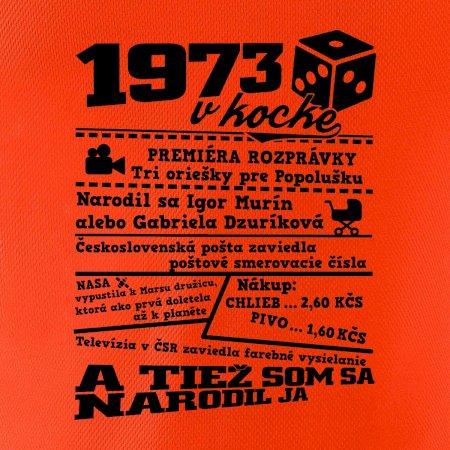 1973
v kocke
PREMIÉRA ROZPRÁVKY
Tri oriešky pre Popolušku
Narodil sa Igor Murín
alebo Gabriela Dzuríková
Československá pošta zaviedla
poštové smerovacie čísla
NASA
vypustila k Marsu družicu,
ktorá ako prvá doletela
až k planéte
Nákup:
CHLIEB ... 2,60 KČS
PIVO ... 1,60 KČS
Televízia v ČSR zaviedla farebné vysielanie
A TIEŽ SOM SA
NARODIL JA